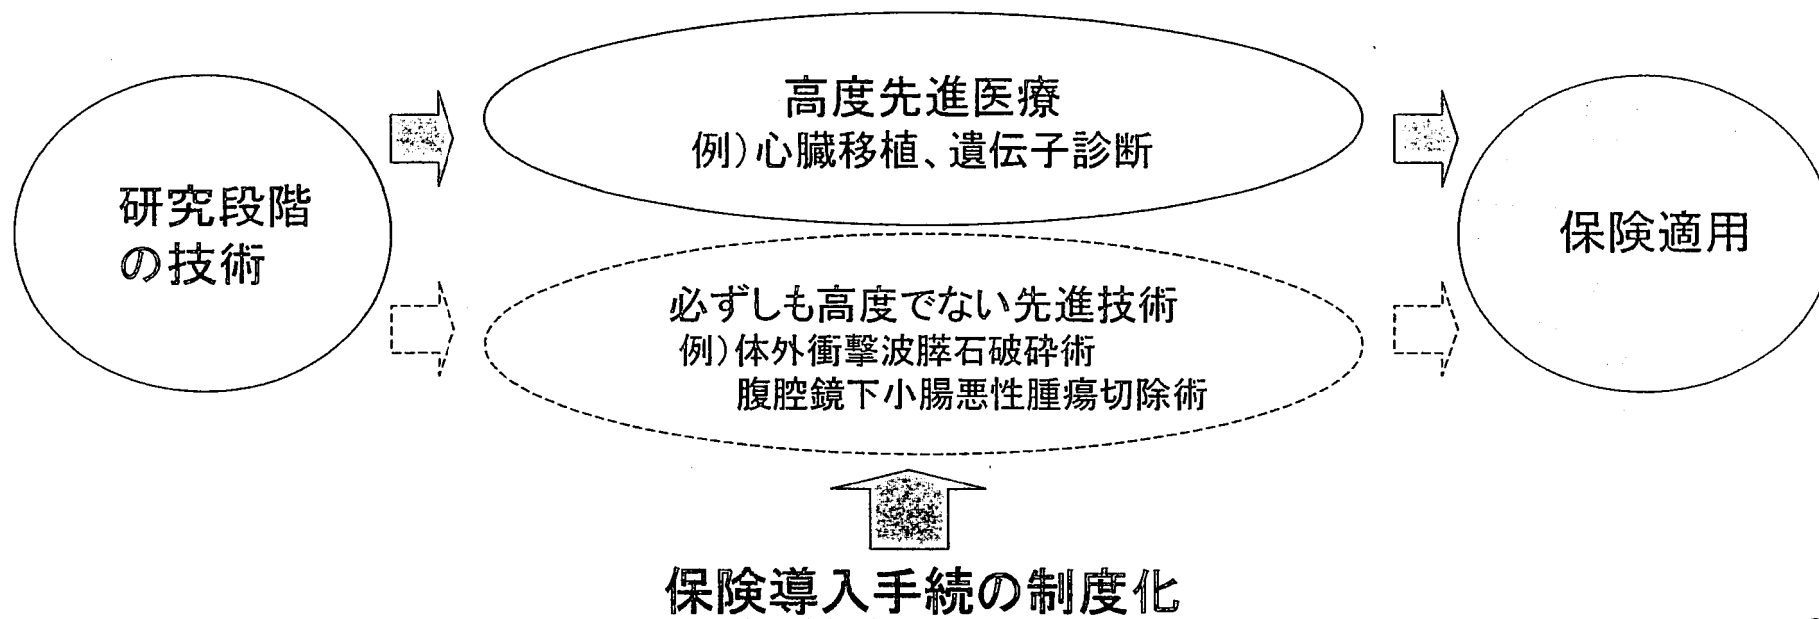 高度先進医療
例)心臓移植、遺伝子診断
研究段階
の技術
保険適用
必ずしも高度でない先進技術
例)体外衝撃波膵石破砕術
腹腔鏡下小腸悪性腫瘍切除術
保険導入手続の制度化